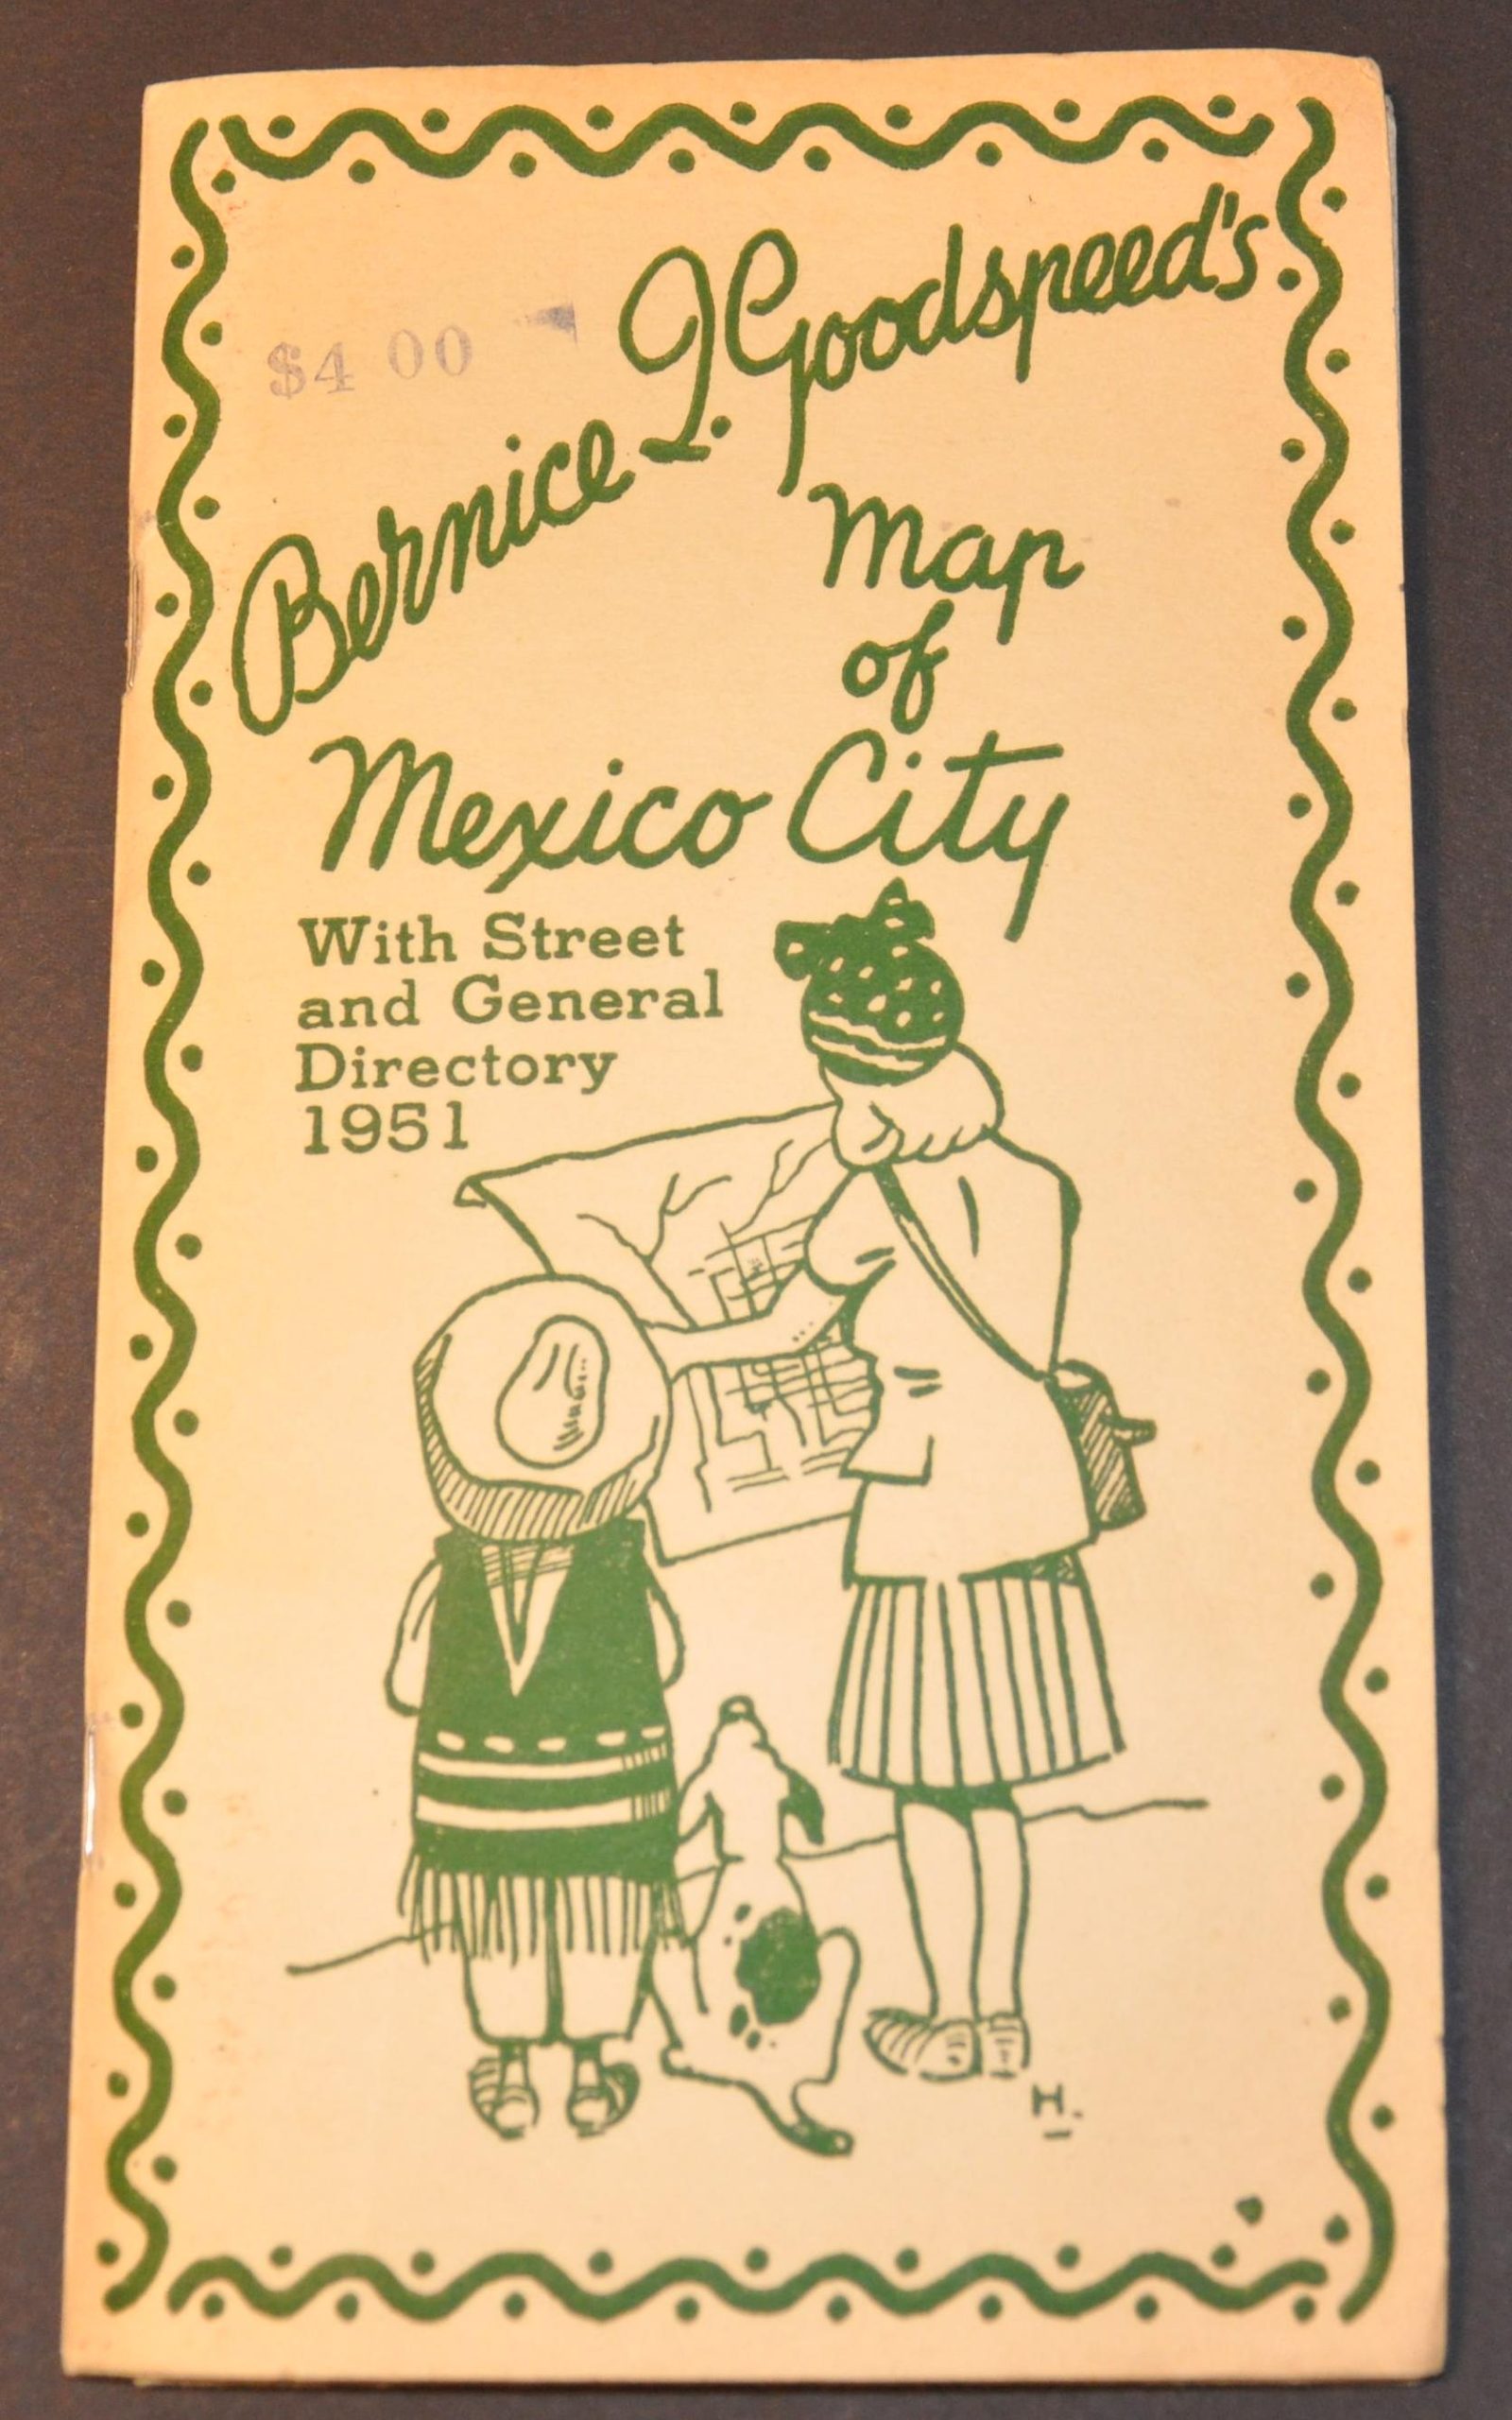 $4 00
Bernice I. Goodspeed's
Map
of
Mexico City
With Street
and General
Directory
1951
H.